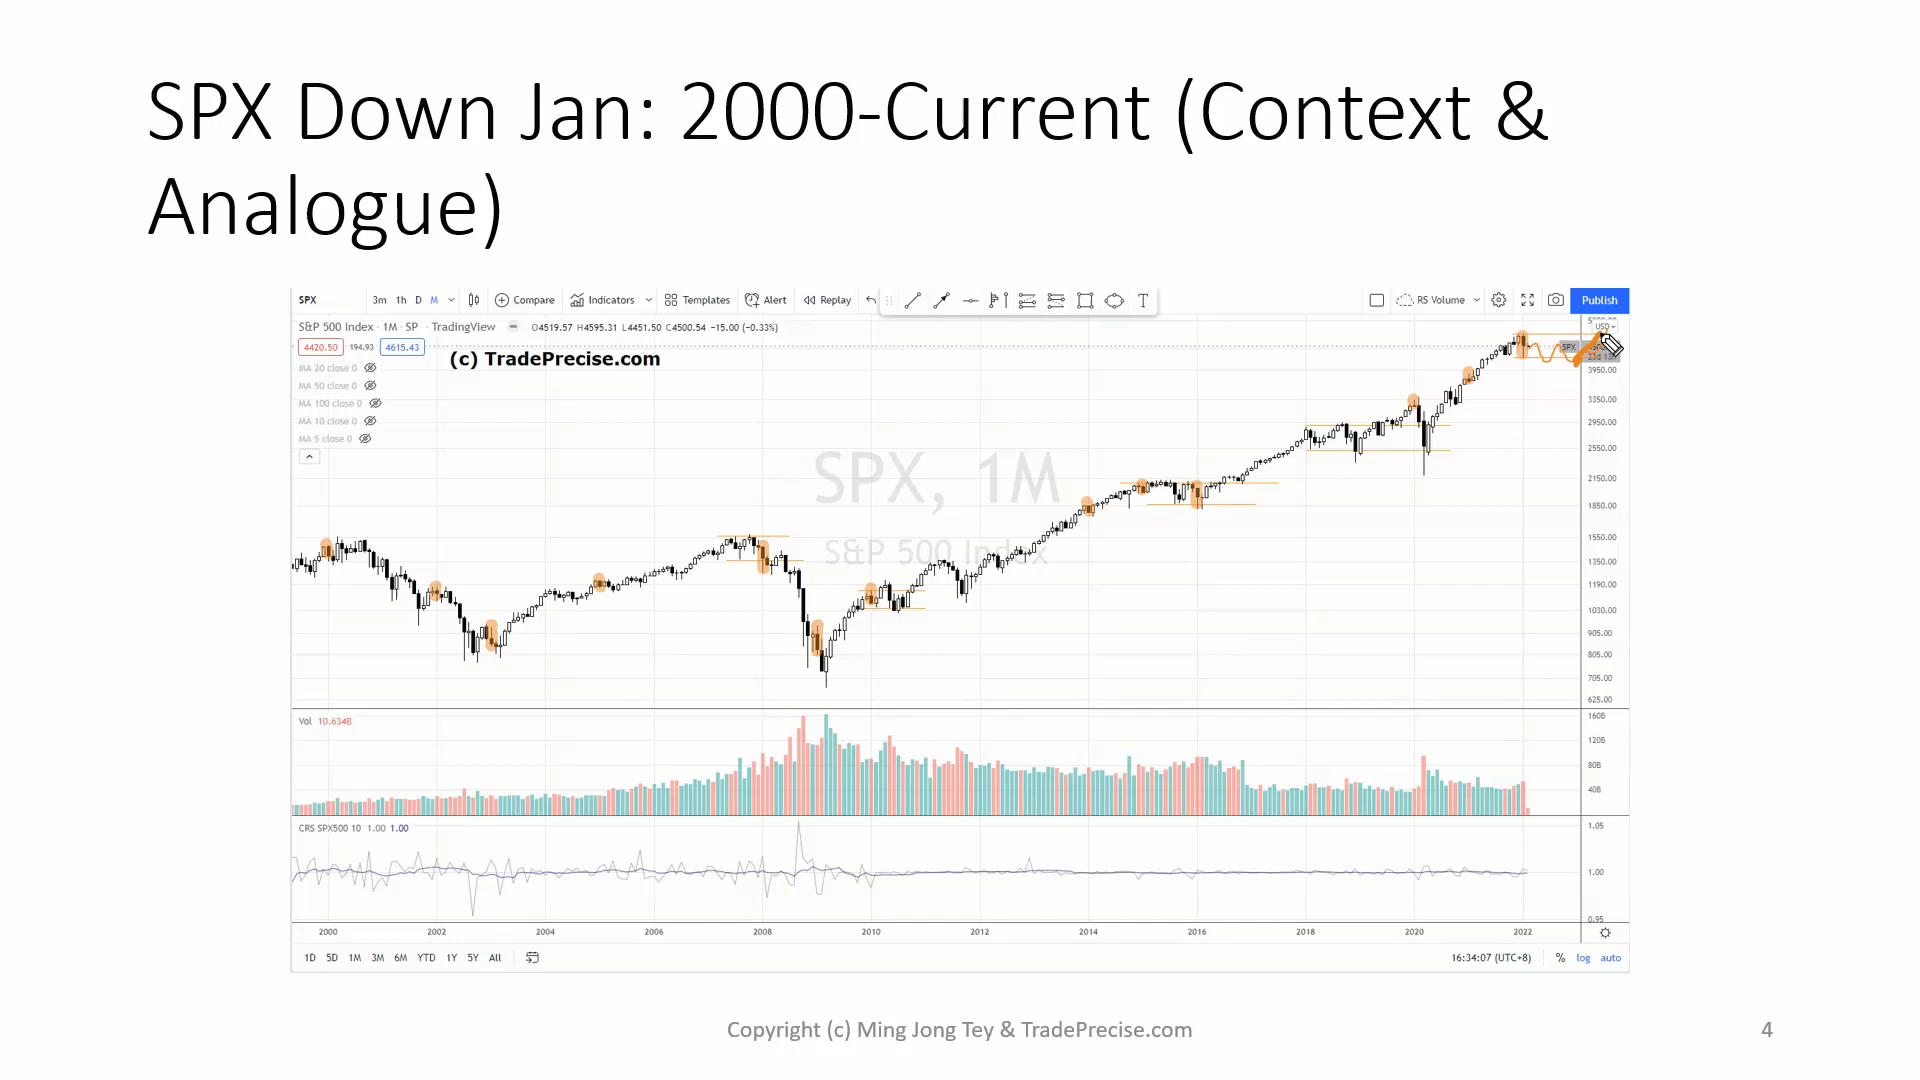 SPX Down Jan: 2000-Current (Context &
Analogue)
SPX 3m 1h D M Compare Indicators Templates Alert Replay T RS Volume Publish
S&P 500 Index · 1M · SP · TradingView O4519.57 H4595.31 L4451.50 C4500.54 −15.00 (−0.33%)
USD
4420.50 194.93 4615.43
(c) TradePrecise.com
SPX
MA 20 close 0
MA 50 close 0
MA 100 close 0
MA 10 close 0
MA 5 close 0
3950.00
3350.00
2950.00
2550.00
2150.00
1850.00
1550.00
1350.00
1190.00
1030.00
905.00
805.00
705.00
625.00
SPX, 1M
S&P 500 Index
Vol 10.634B
160B
120B
80B
40B
CRS SPX500 10 1.00 1.00
1.05
1.00
0.95
2000 2002 2004 2006 2008 2010 2012 2014 2016 2018 2020 2022
1D 5D 1M 3M 6M YTD 1Y 5Y All 16:34:07 (UTC+8) % log auto
Copyright (c) Ming Jong Tey & TradePrecise.com
4